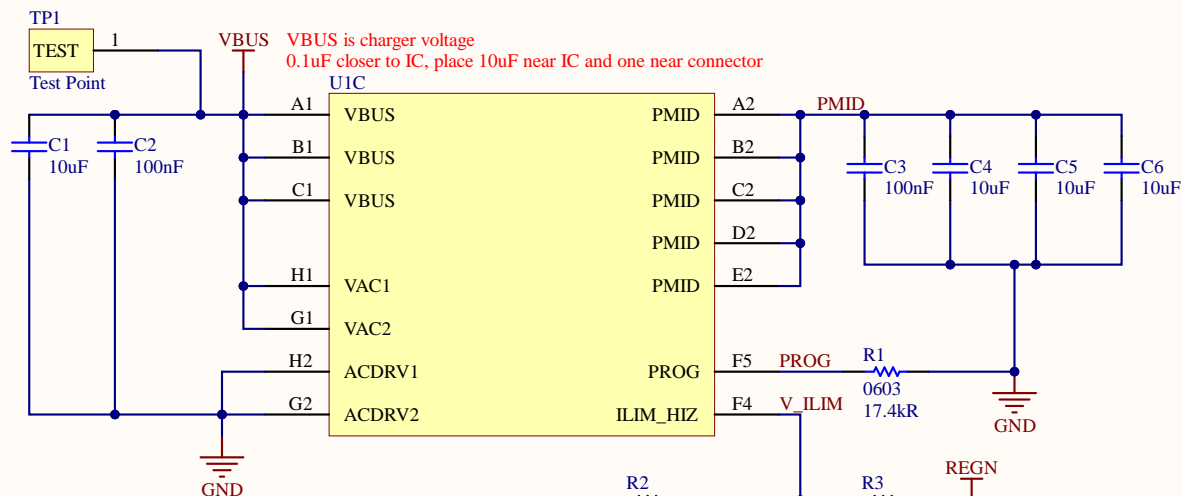 TP1
TEST
1
Test Point
VBUS
VBUS is charger voltage
0.1uF closer to IC, place 10uF near IC and one near connector
U1C
A1
VBUS
PMID
A2
PMID
C1
10uF
C2
100nF
B1
VBUS
PMID
B2
C1
VBUS
PMID
C2
PMID
D2
H1
VAC1
PMID
E2
G1
VAC2
C3
100nF
C4
10uF
C5
10uF
C6
10uF
H2
ACDRV1
PROG
F5
PROG
R1
0603
17.4kR
G2
ACDRV2
ILIM_HIZ
F4
V_ILIM
GND
GND
R2
R3
REGN